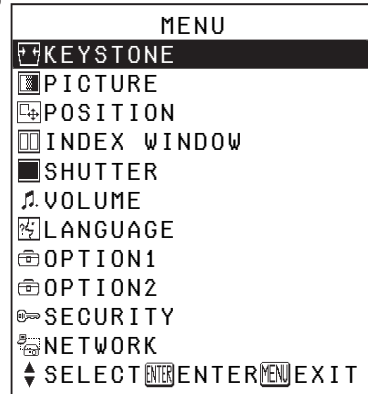 MENU
KEYSTONE
PICTURE
POSITION
INDEX WINDOW
SHUTTER
VOLUME
LANGUAGE
OPTION1
OPTION2
SECURITY
NETWORK
SELECT ENTER ENTER MENU EXIT